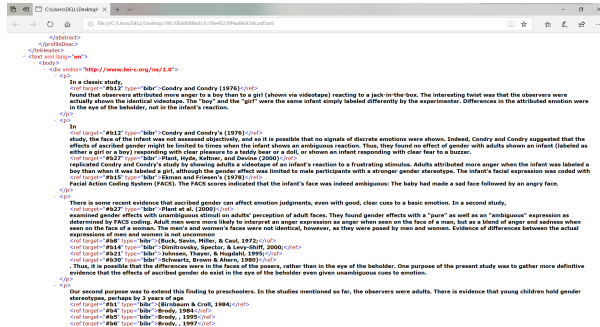 C:\Users\DELL\Desktop\
file:///C:/Users/DELL/Desktop/
</abstract>
</profileDesc>
</teiHeader>
- <text xml:lang="en">
- <body>
- <div xmlns="http://www.tei-c.org/ns/1.0">
- <p>
In a classic study,
<ref target="#b12" type="bibr">Condry and Condry (1976)</ref>
found that observers attributed more anger to a boy than to a girl (shown via videotape) reacting to a jack-in-the-box. The interesting twist was that the observers were
actually shown the identical videotape. The "boy" and the "girl" were the same infant simply labeled differently by the experimenter. Differences in the attributed emotion were
in the eye of the beholder, not in the infant's reaction.
</p>
- <p>
In
<ref target="#b12" type="bibr">Condry and Condry's (1976)</ref>
study, the face of the infant was not assessed objectively, and so it is possible that no signals of discrete emotions were shown. Indeed, Condry and Condry suggested that the
effects of ascribed gender might be limited to times when the infant shows an ambiguous reaction. Thus, they found no effect of gender with adults shown an infant (labeled as
either a girl or a boy) responding with clear pleasure to a teddy bear or a doll, or shown an infant responding with clear fear to a buzzer.
<ref target="#b27" type="bibr">Plant, Hyde, Keltner, and Devine (2000)</ref>
replicated Condry and Condry's study by showing adults a videotape of an infant's reaction to a frustrating stimulus. Adults attributed more anger when the infant was labeled a
boy than when it was labeled a girl, although the gender effect was limited to male participants with a stronger gender stereotype. The infant's facial expression was coded with
<ref target="#b15" type="bibr">Ekman and Friesen's (1978)</ref>
Facial Action Coding System (FACS). The FACS scores indicated that the infant's face was indeed ambiguous: The baby had made a sad face followed by an angry face.
</p>
- <p>
There is some recent evidence that ascribed gender can affect emotion judgments, even with good, clear cues to a basic emotion. In a second study,
<ref target="#b27" type="bibr">Plant et al. (2000)</ref>
examined gender effects with unambiguous stimuli on adults' perception of adult faces. They found gender effects with a "pure" as well as an "ambiguous" expression as
determined by FACS coding. Adult men were more likely to interpret an anger expression as anger when seen on the face of a man, but as a blend of anger and sadness when
seen on the face of a woman. The men's and women's faces were not identical, however, as they were posed by men and women. Differences between the actual
expressions of men and women is not uncommon
<ref target="#b8" type="bibr">(Buck, Savin, Miller, & Caul, 1972;</ref>
<ref target="#b14" type="bibr">Dimitrovsky, Spector, & Levy-Shiff, 2000;</ref>
<ref target="#b21" type="bibr">Johnsen, Thayer, & Hugdahl, 1995;</ref>
<ref target="#b30" type="bibr">Schwartz, Brown & Ahern, 1980)</ref>
. Thus, it is possible that the differences were in the faces of the posers, rather than in the eye of the beholder. One purpose of the present study was to gather more definitive
evidence that the effects of ascribed gender do exist in the eye of the beholder even given unambiguous cues to emotion.
</p>
- <p>
Our second purpose was to extend this finding to preschoolers. In the studies mentioned so far, the observers were adults. There is evidence that young children hold gender
stereotypes, perhaps by 3 years of age
<ref target="#b1" type="bibr">(Birnbaum & Croll, 1984;</ref>
<ref target="#b4" type="bibr">Brody, 1984</ref>
<ref target="#b5" type="bibr">Brody, , 1995</ref>
<ref target="#b6" type="bibr">Brody, , 1997</ref>